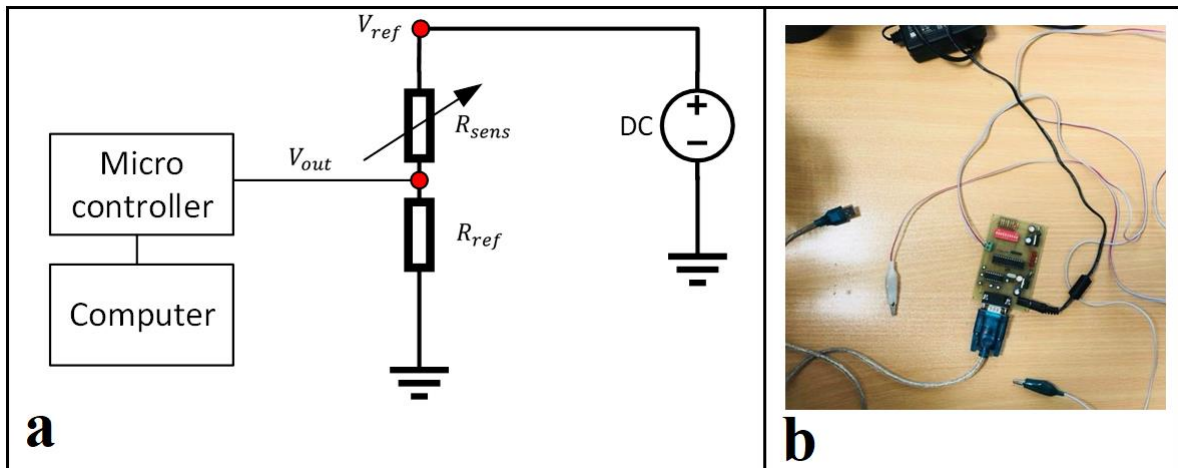 V_ref
R_sens
DC
+
−
Micro
controller
V_out
R_ref
Computer
a
b